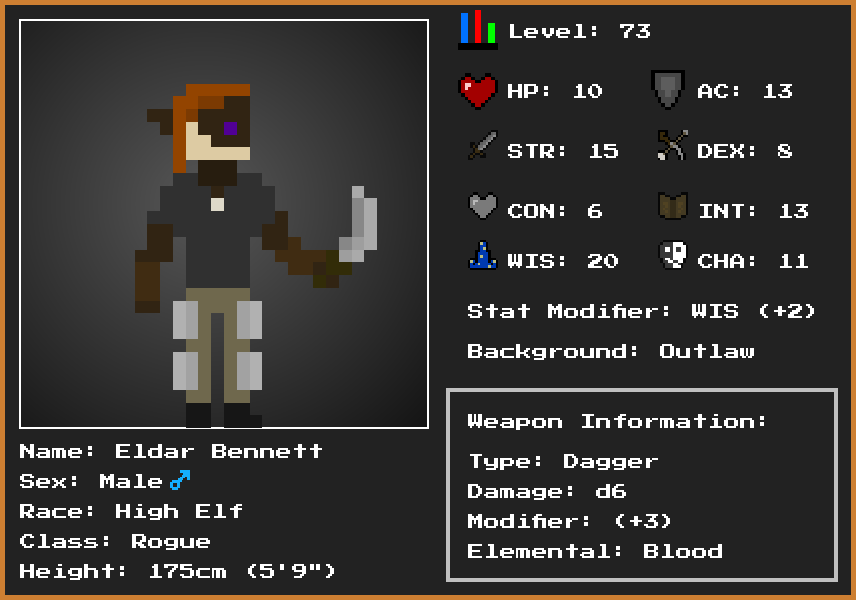 Level: 73
HP: 10 AC: 13
STR: 15 DEX: 8
CON: 6 INT: 13
WIS: 20 CHA: 11
Stat Modifier: WIS (+2)
Background: Outlaw
Weapon Information:
Type: Dagger
Damage: d6
Modifier: (+3)
Elemental: Blood
Name: Eldar Bennett
Sex: Male ♂
Race: High Elf
Class: Rogue
Height: 175cm (5'9")